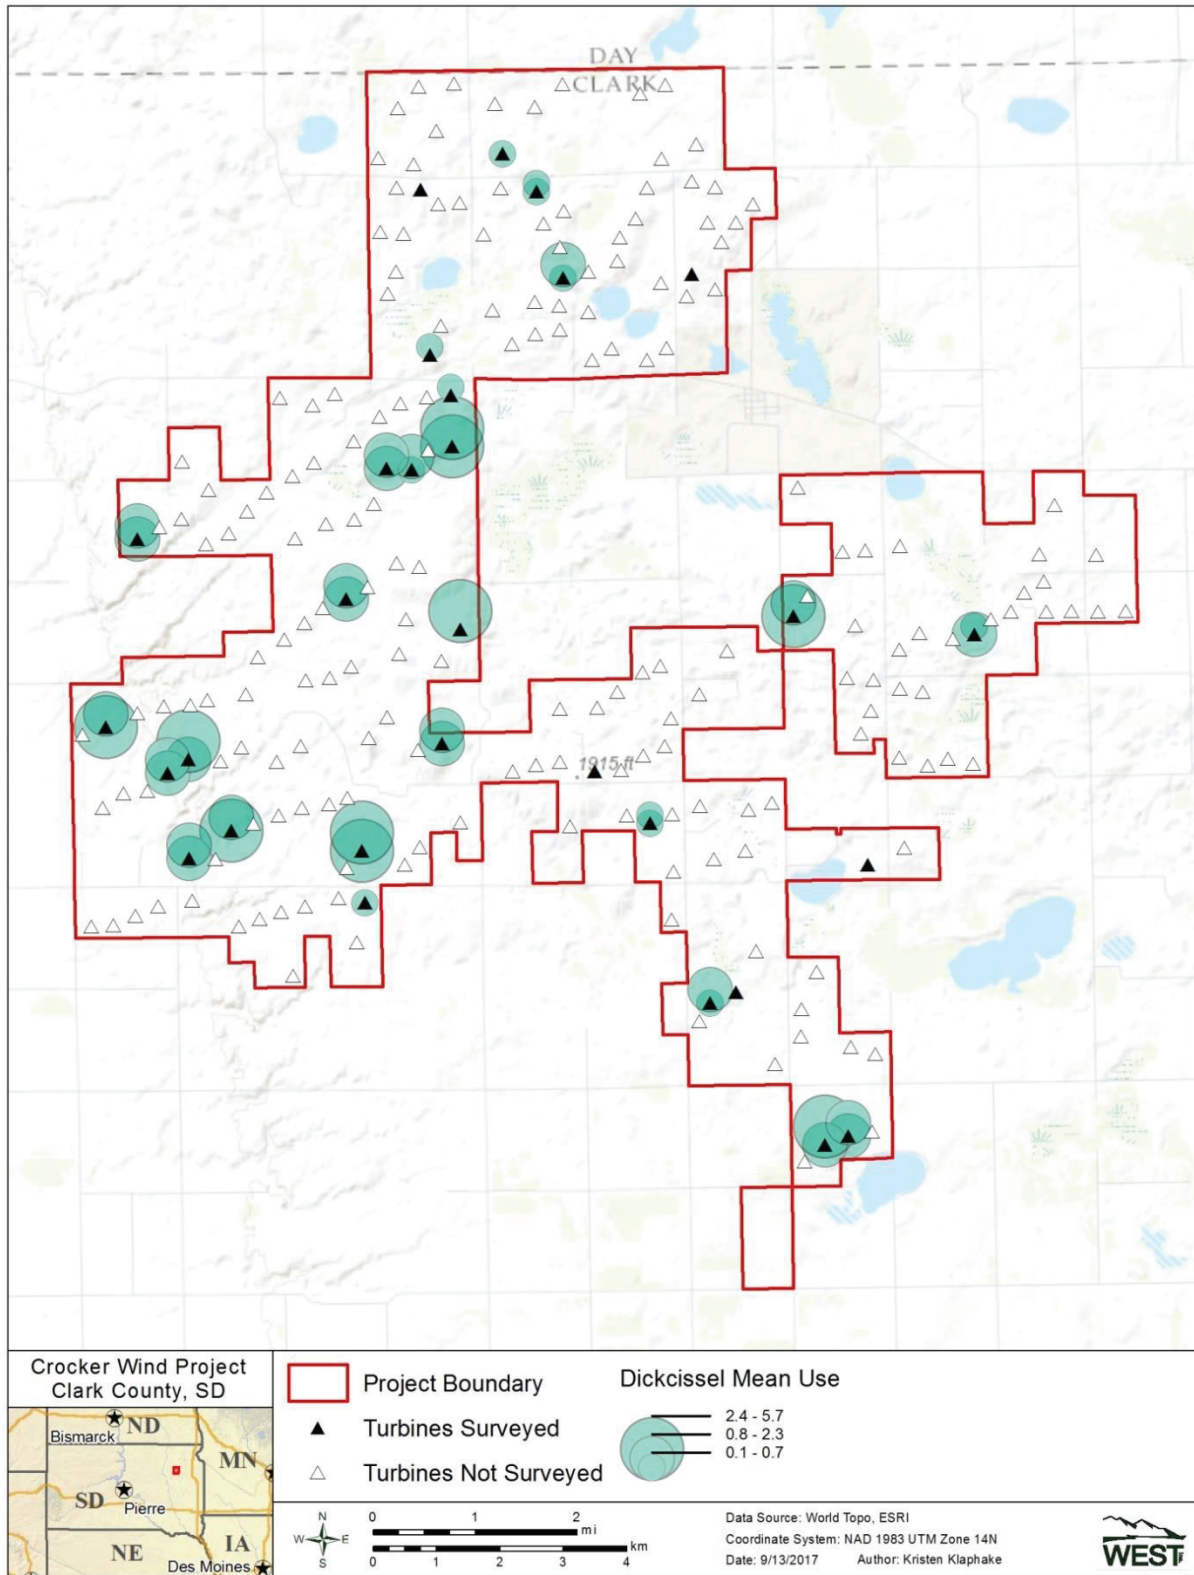 DAY
CLARK
1915 ft
Crocker Wind Project
Clark County, SD
ND
Bismarck
MN
SD
Pierre
NE
IA
Des Moines
Project Boundary
Turbines Surveyed
Turbines Not Surveyed
Dickcissel Mean Use
2.4 - 5.7
0.8 - 2.3
0.1 - 0.7
N
W E
S
0 1 2
mi
0 1 2 3 4 km
Data Source: World Topo, ESRI
Coordinate System: NAD 1983 UTM Zone 14N
Date: 9/13/2017 Author: Kristen Klaphake
WEST